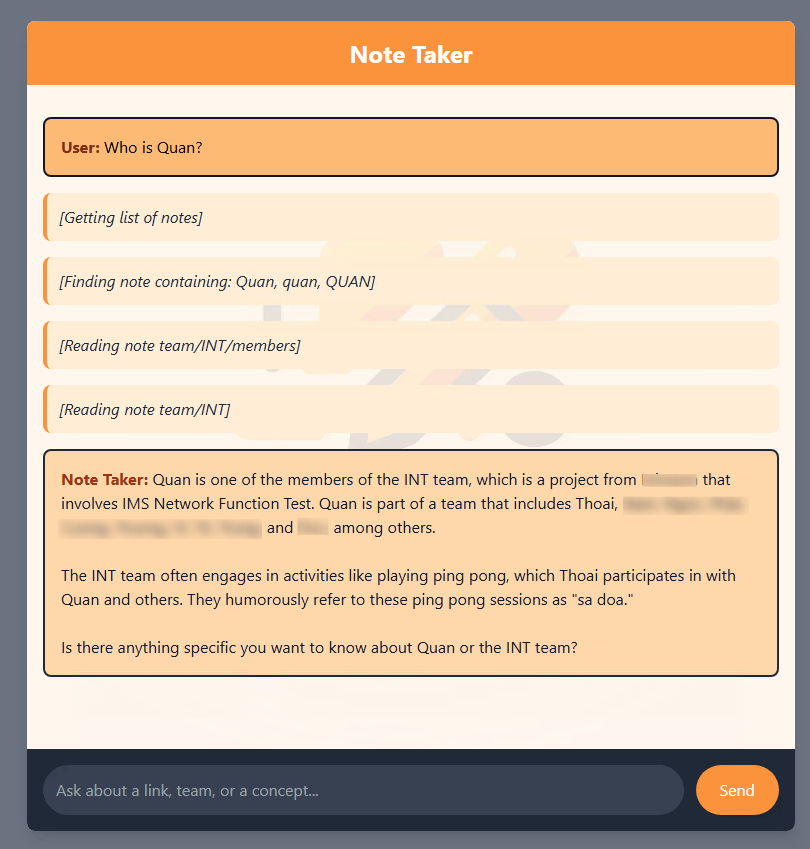 Note Taker
User: Who is Quan?
[Getting list of notes]
[Finding note containing: Quan, quan, QUAN]
[Reading note team/INT/members]
[Reading note team/INT]
Note Taker: Quan is one of the members of the INT team, which is a project from that
involves IMS Network Function Test. Quan is part of a team that includes Thoai,
and among others.
The INT team often engages in activities like playing ping pong, which Thoai participates in with
Quan and others. They humorously refer to these ping pong sessions as "sa doa."
Is there anything specific you want to know about Quan or the INT team?
Ask about a link, team, or a concept...
Send